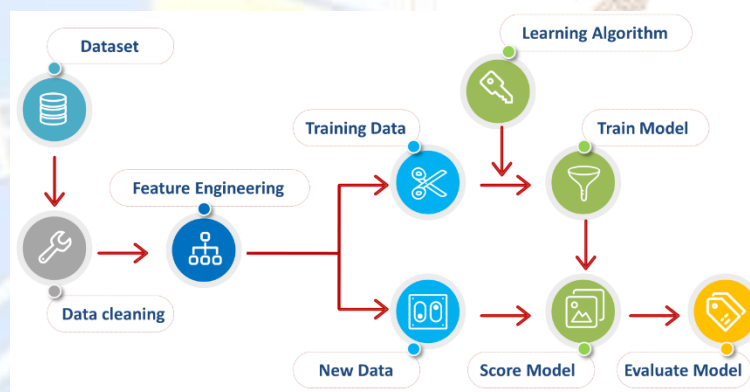 Dataset
Learning Algorithm
Training Data
Train Model
Feature Engineering
Data cleaning
New Data
Score Model
Evaluate Model